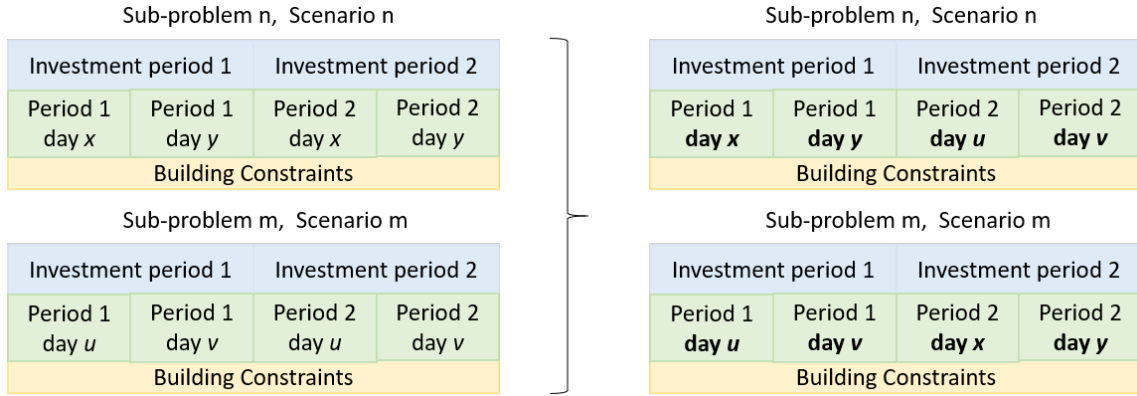 Sub-problem n, Scenario n
Investment period 1 Investment period 2
Period 1 Period 1 Period 2 Period 2
day x day y day x day y
Building Constraints
Sub-problem m, Scenario m
Investment period 1 Investment period 2
Period 1 Period 1 Period 2 Period 2
day u day v day u day v
Building Constraints
Sub-problem n, Scenario n
Investment period 1 Investment period 2
Period 1 Period 1 Period 2 Period 2
day x day y day u day v
Building Constraints
Sub-problem m, Scenario m
Investment period 1 Investment period 2
Period 1 Period 1 Period 2 Period 2
day u day v day x day y
Building Constraints